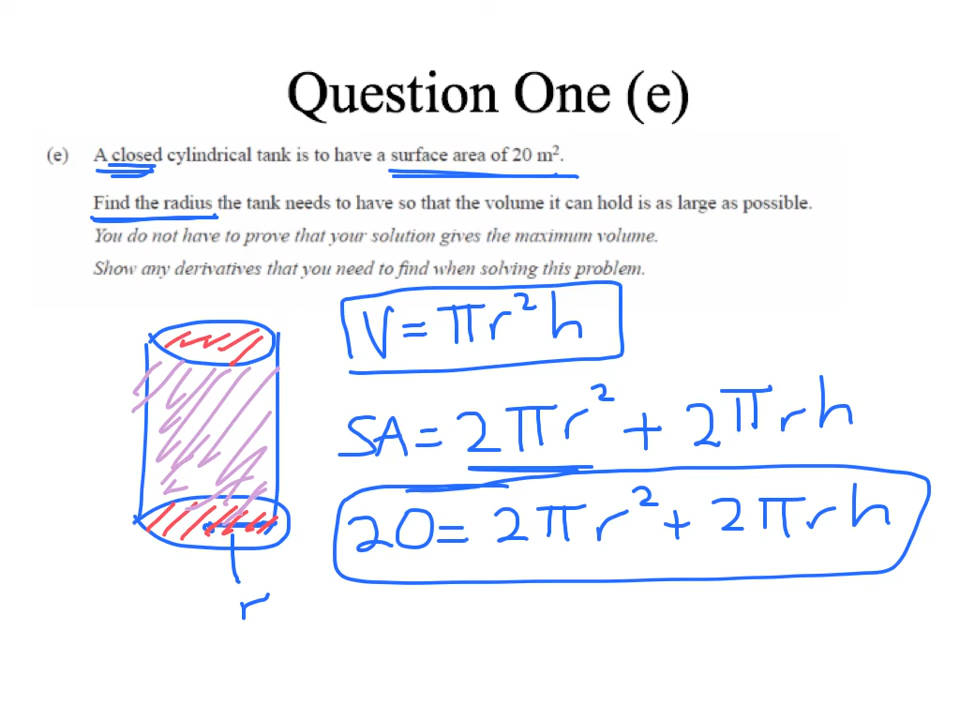 Question One (e)
(e) A closed cylindrical tank is to have a surface area of 20 m².
Find the radius the tank needs to have so that the volume it can hold is as large as possible.
You do not have to prove that your solution gives the maximum volume.
Show any derivatives that you need to find when solving this problem.
V = πr²h
SA = 2πr² + 2πrh
20 = 2πr² + 2πrh
r